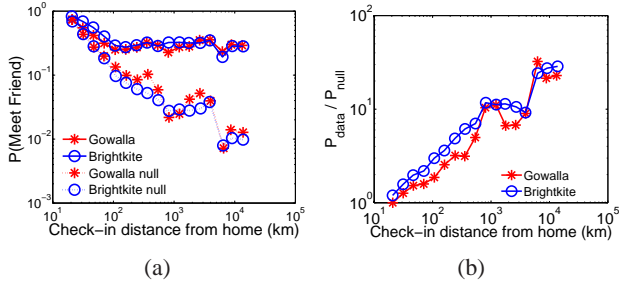 10^0
10^-1
10^-2
10^-3
P(Meet Friend)
Gowalla
Brightkite
Gowalla null
Brightkite null
10^1 10^2 10^3 10^4 10^5
Check-in distance from home (km)
(a)
10^2
10^1
10^0
P_data / P_null
Gowalla
Brightkite
10^1 10^2 10^3 10^4 10^5
Check-in distance from home (km)
(b)